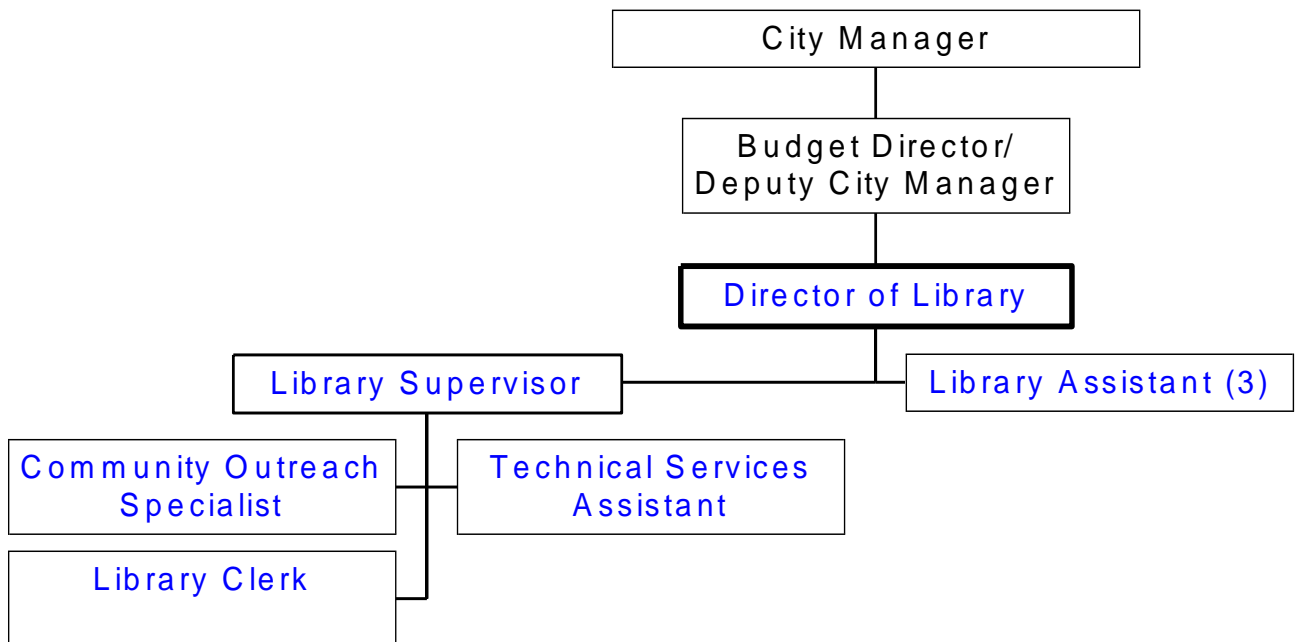 City Manager
Budget Director/
Deputy City Manager
Director of Library
Library Supervisor
Library Assistant (3)
Community Outreach
Specialist
Technical Services
Assistant
Library Clerk